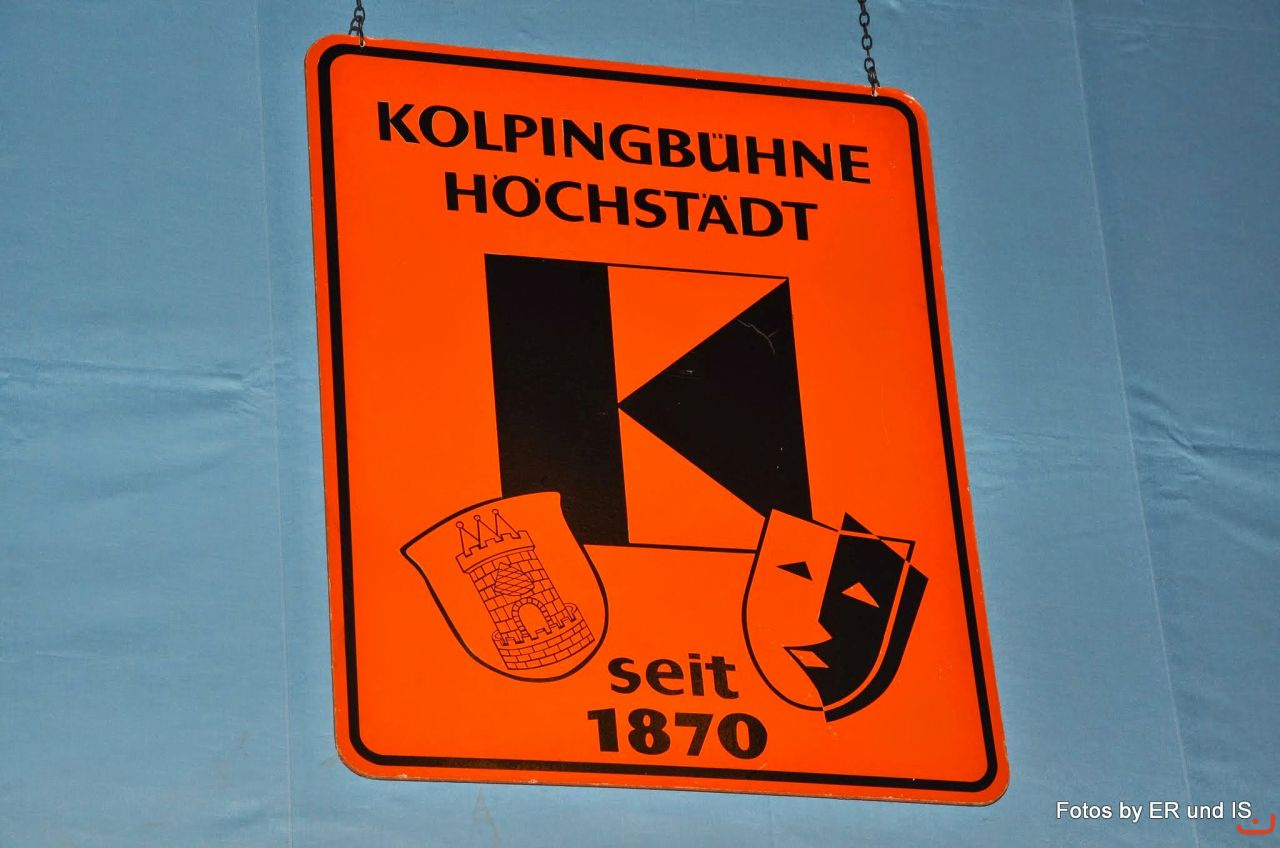 KOLPINGBÜHNE
HÖCHSTÄDT
K
seit
1870
Fotos by ER und IS